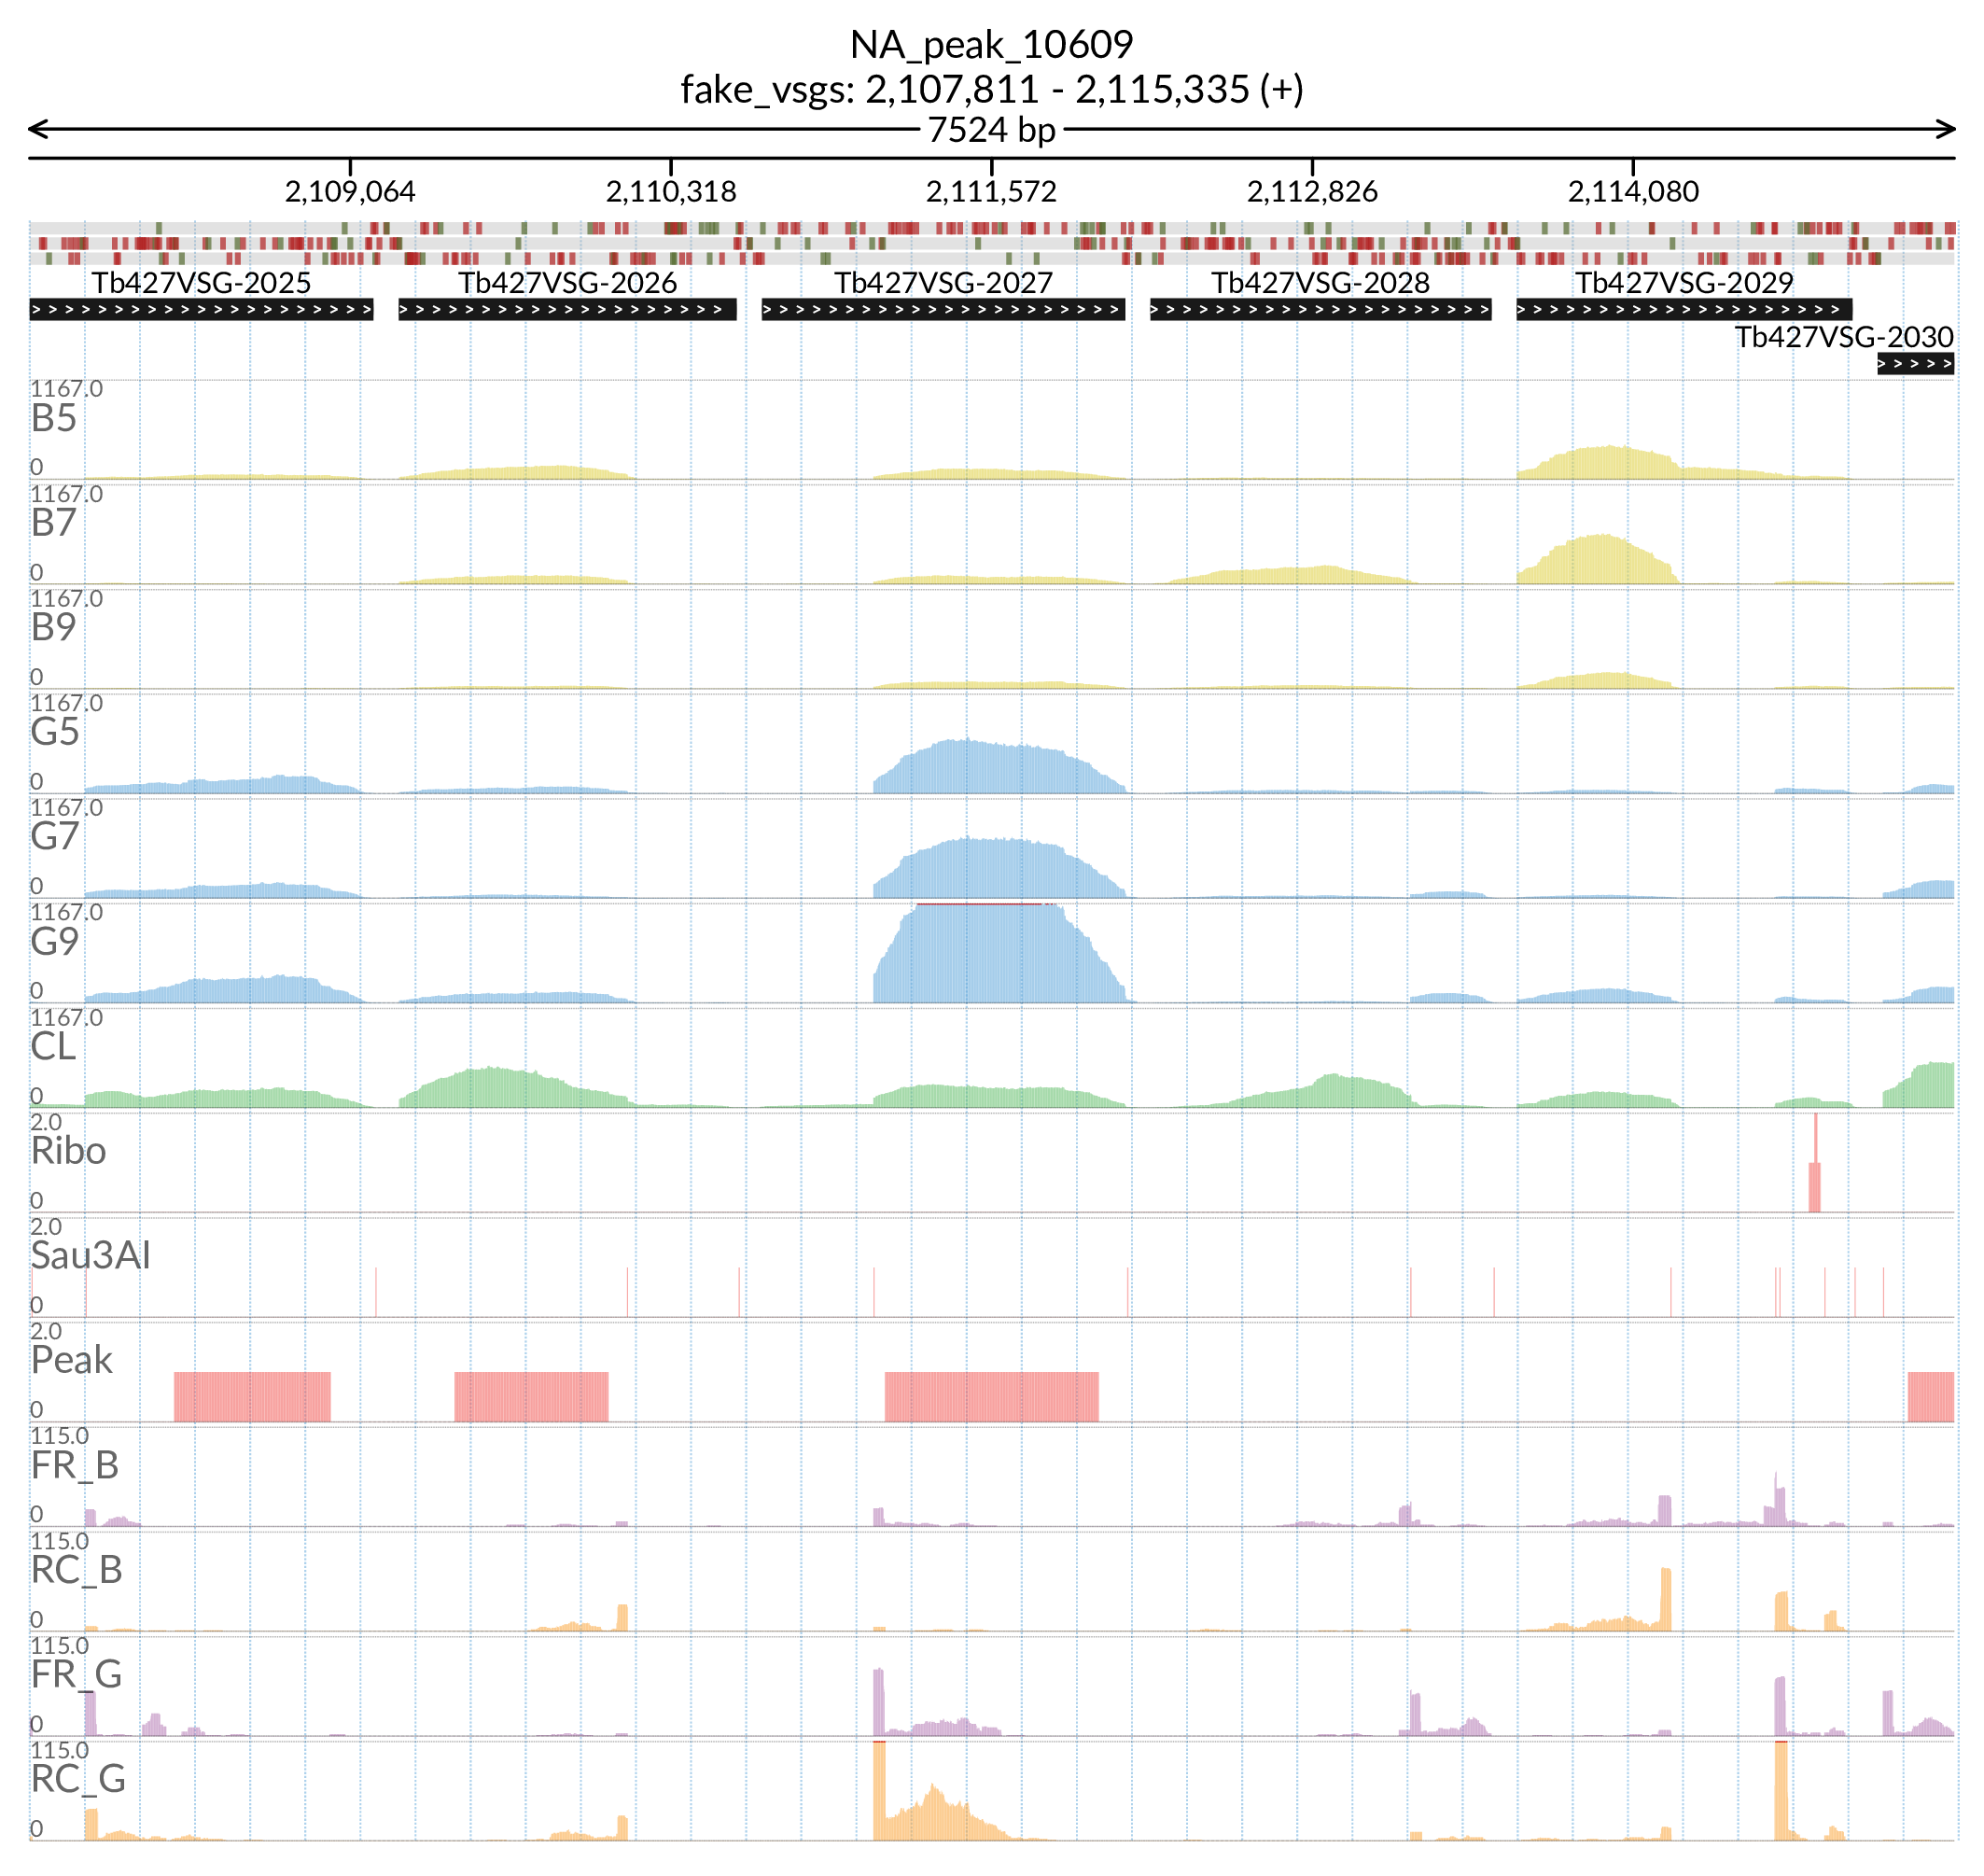 NA_peak_10609
fake_vsgs: 2,107,811 - 2,115,335 (+)
7524 bp
2,109,064 2,110,318 2,111,572 2,112,826 2,114,080
Tb427VSG-2025 Tb427VSG-2026 Tb427VSG-2027 Tb427VSG-2028 Tb427VSG-2029
Tb427VSG-2030
1167.0
B5
0
1167.0
B7
0
1167.0
B9
0
1167.0
G5
0
1167.0
G7
0
1167.0
G9
0
1167.0
CL
0
2.0
Ribo
0
2.0
Sau3AI
0
2.0
Peak
0
115.0
FR_B
0
115.0
RC_B
0
115.0
FR_G
0
115.0
RC_G
0